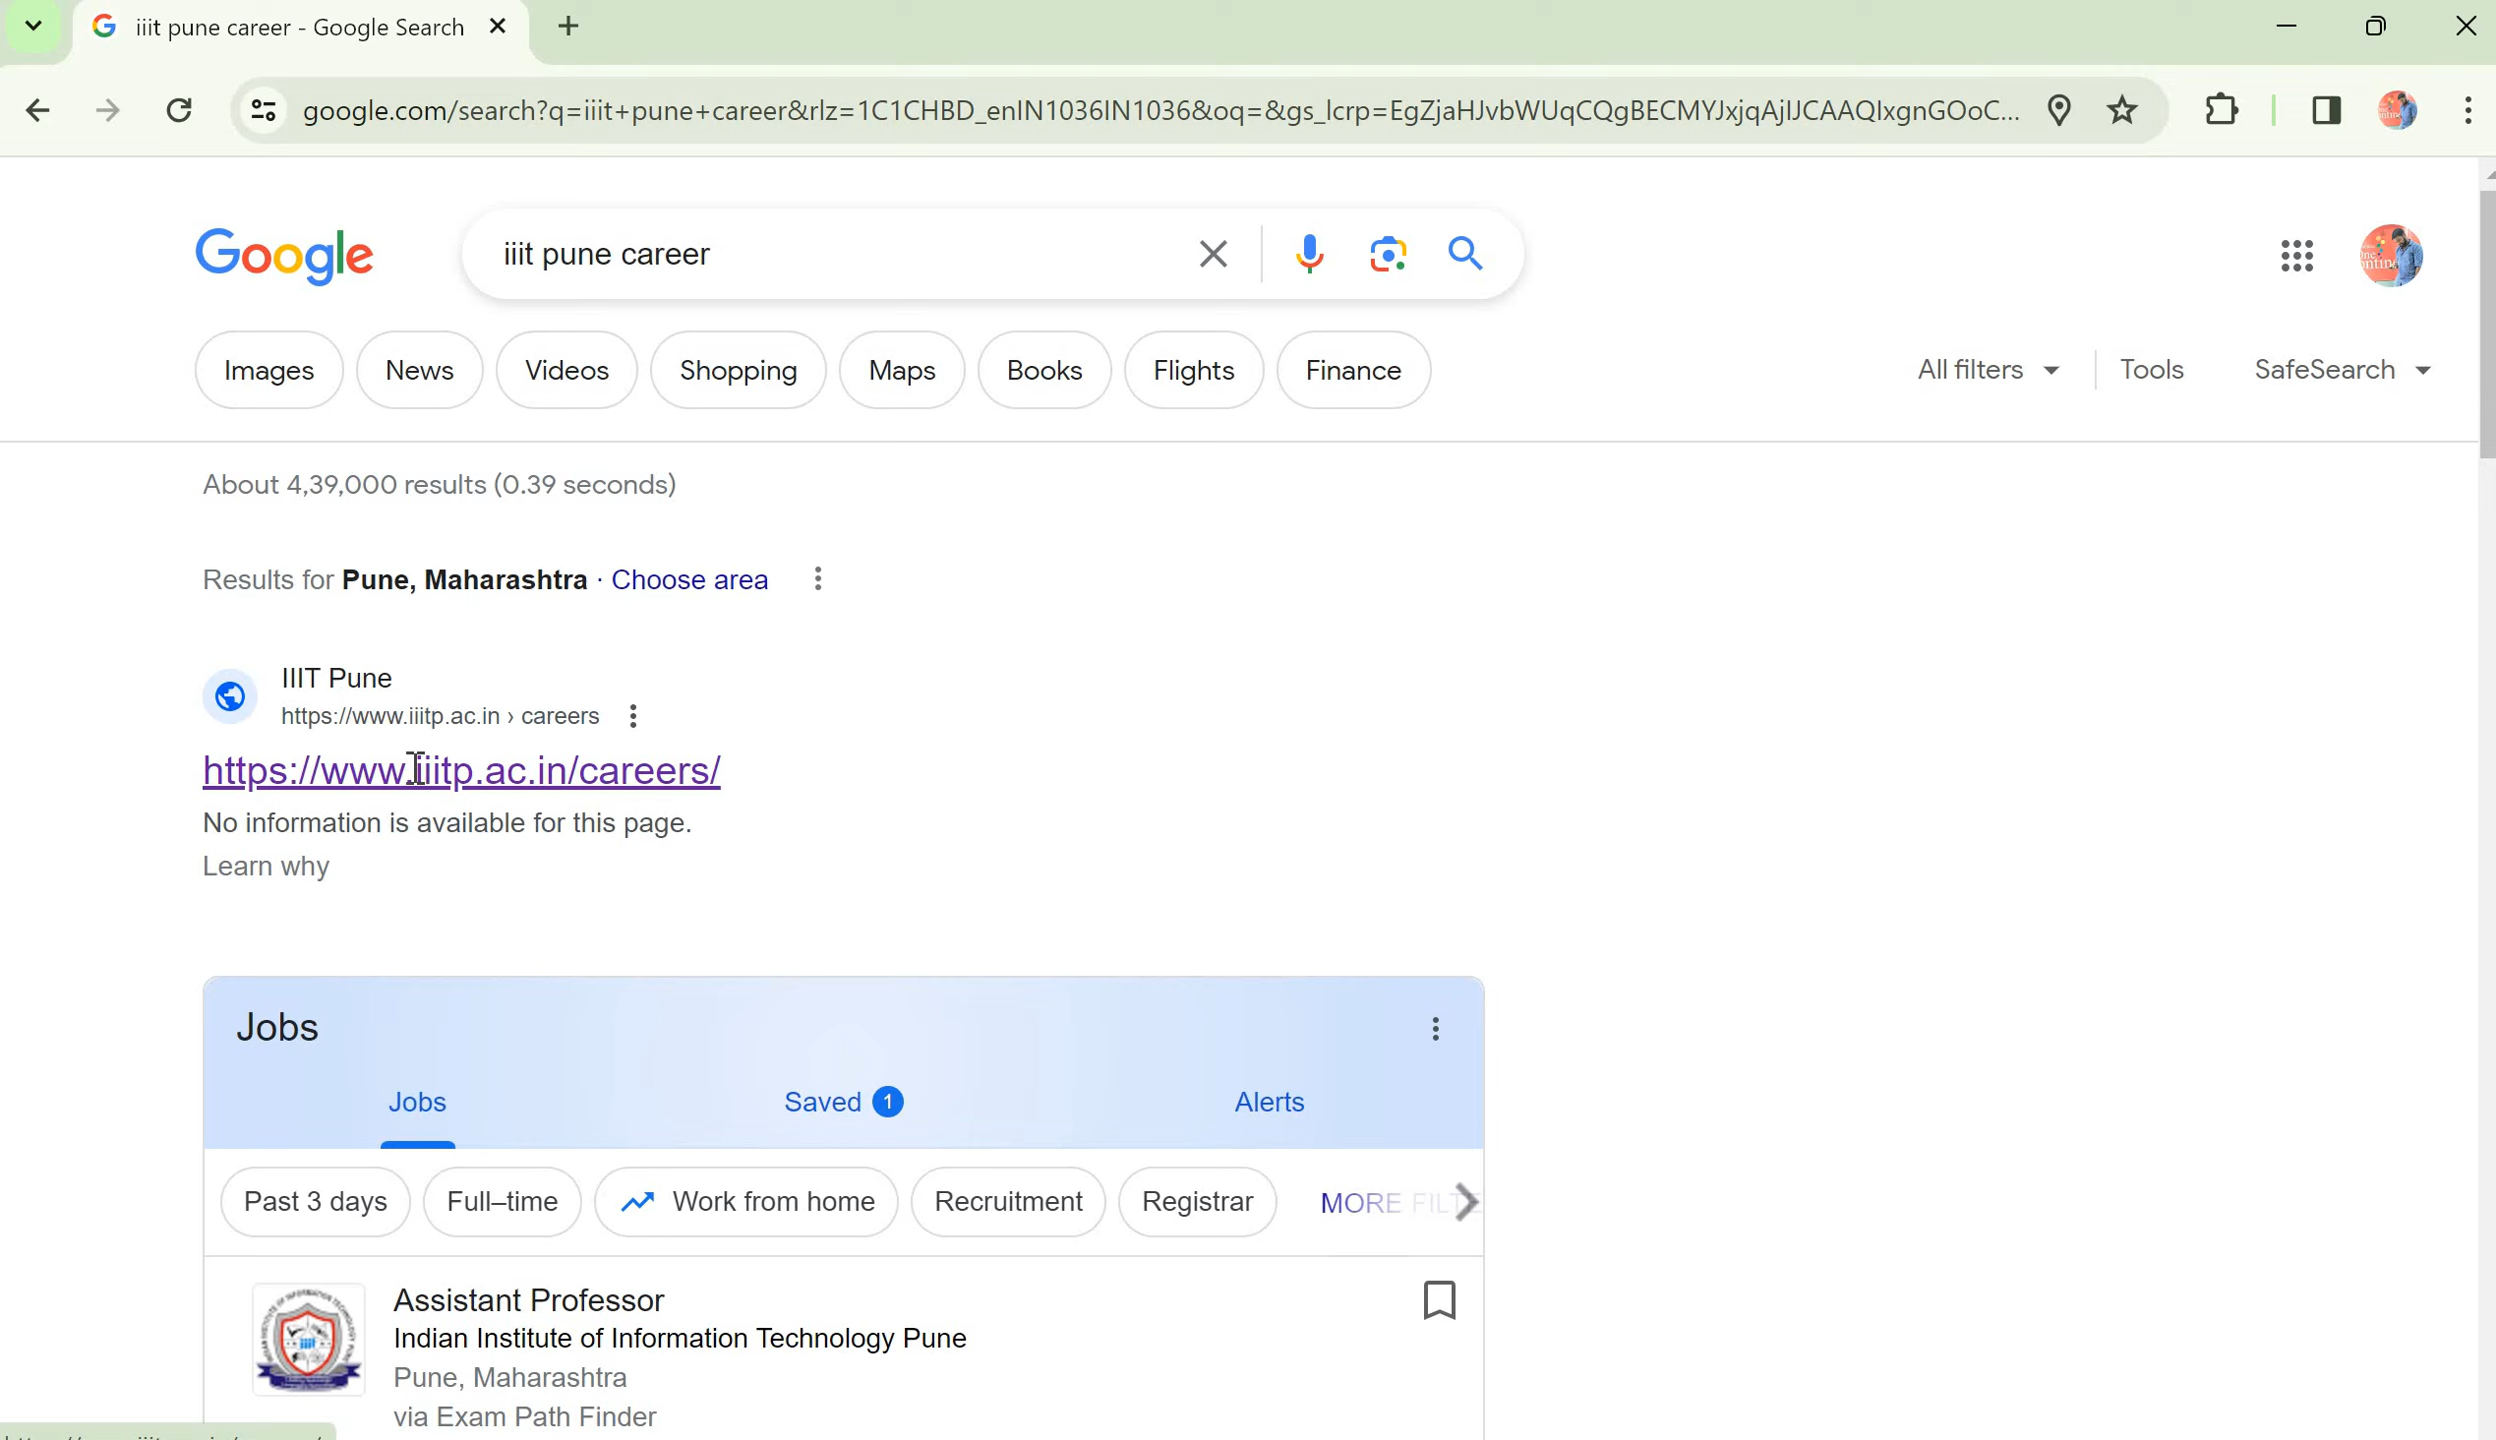 iiit pune career - Google Search
google.com/search?q=iiit+pune+career&rlz=1C1CHBD_enIN1036IN1036&oq=&gs_lcrp=EgZjaHJvbWUqCQgBECMYJxjqAjIJCAAQIxgnGOoC...
Google
iiit pune career
Images News Videos Shopping Maps Books Flights Finance All filters Tools SafeSearch
About 4,39,000 results (0.39 seconds)
Results for Pune, Maharashtra · Choose area
IIIT Pune
https://www.iiitp.ac.in › careers
https://www.iiitp.ac.in/careers/
No information is available for this page.
Learn why
Jobs
Jobs Saved 1 Alerts
Past 3 days Full–time Work from home Recruitment Registrar MORE
Assistant Professor
Indian Institute of Information Technology Pune
Pune, Maharashtra
via Exam Path Finder